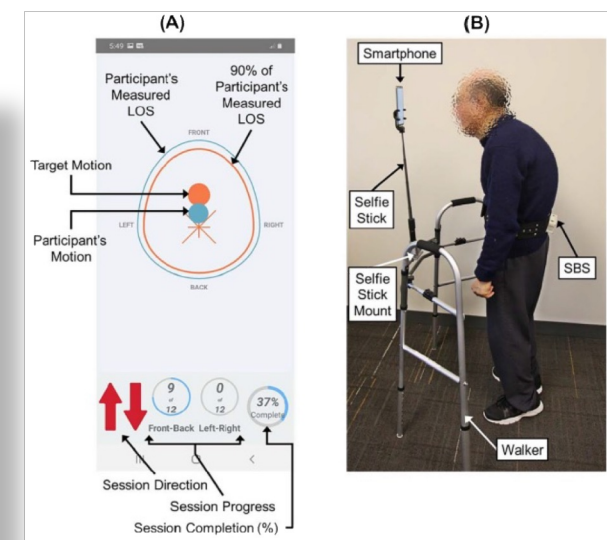 (A)
5:49
Participant's
Measured
LOS
90% of
Participant's
Measured
LOS
FRONT
Target Motion
LEFT
RIGHT
Participant's
Motion
BACK
9
of
12
0
of
12
37%
Complete
Front-Back Left-Right
Session Direction
Session Progress
Session Completion (%)
(B)
Smartphone
Selfie
Stick
SBS
Selfie
Stick
Mount
Walker